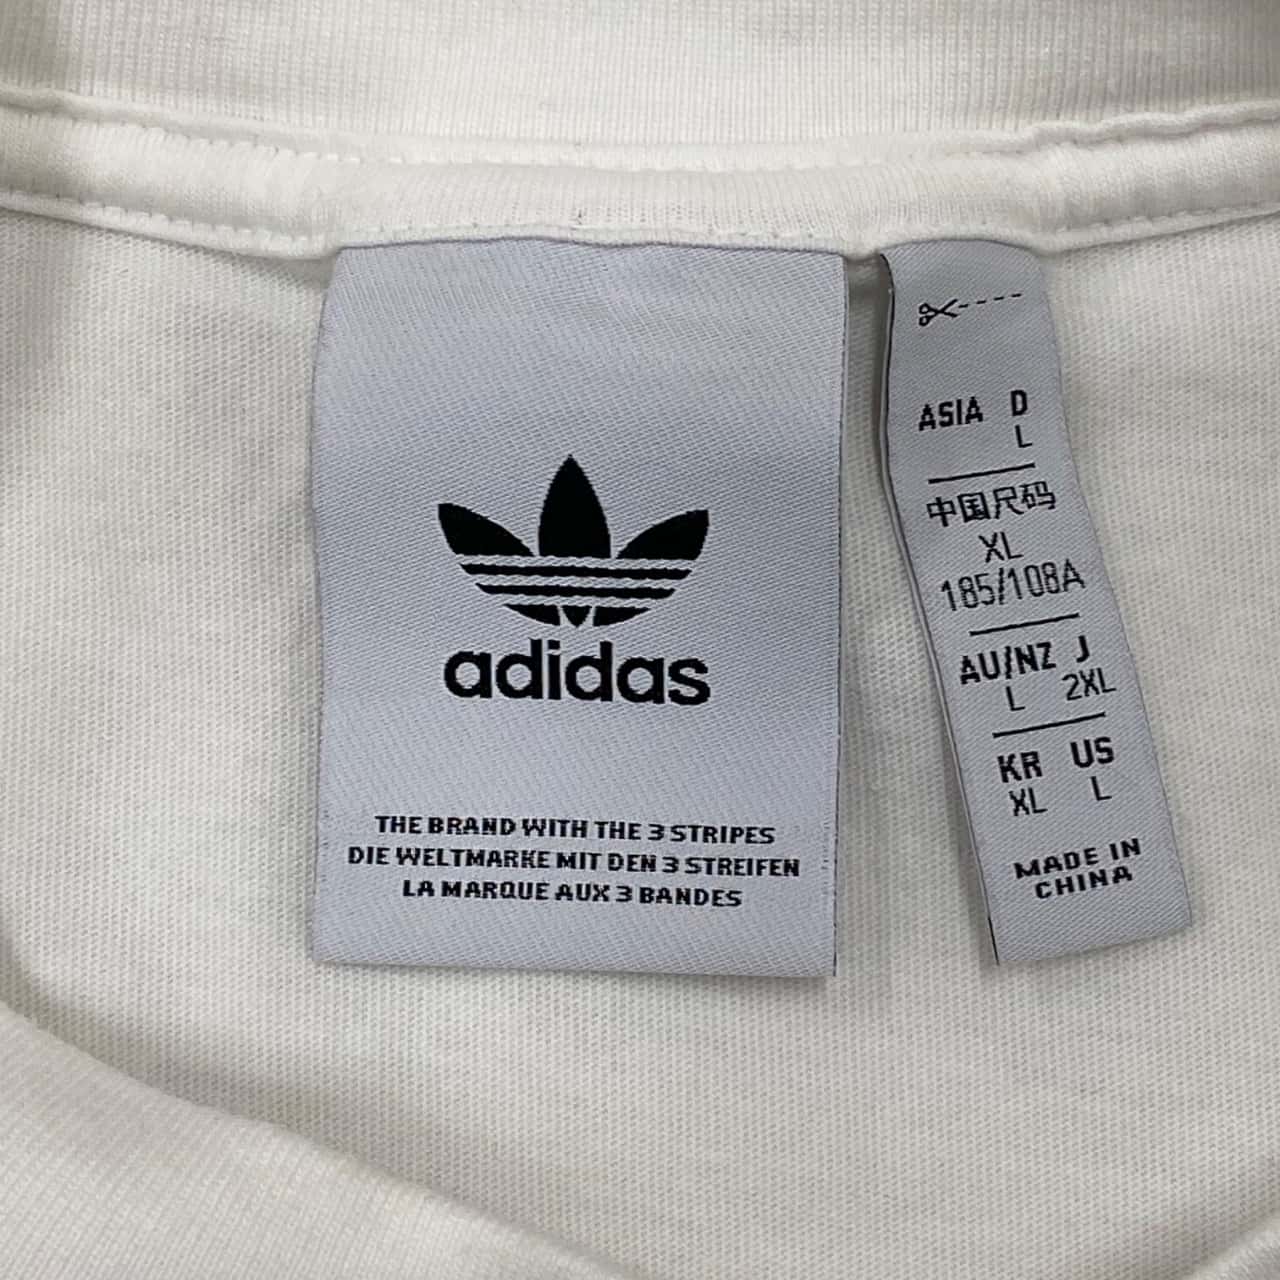 adidas
THE BRAND WITH THE 3 STRIPES
DIE WELTMARKE MIT DEN 3 STREIFEN
LA MARQUE AUX 3 BANDES
ASIA D
L
中国尺码
XL
185/108A
AU/NZ J
L 2XL
KR US
XL L
MADE IN
CHINA